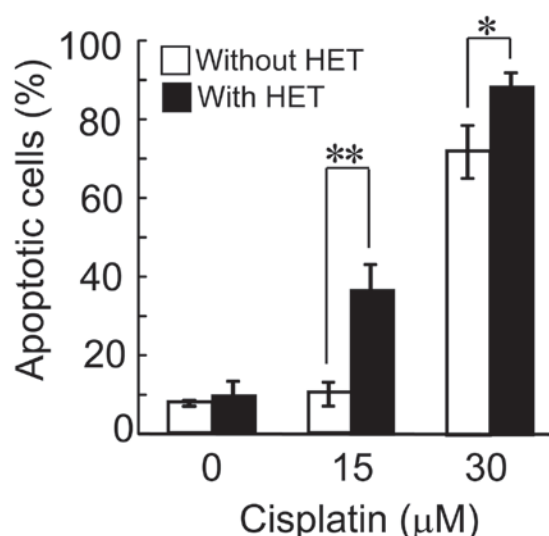 Apoptotic cells (%)
100
80
60
40
20
0
Without HET
With HET
**
*
0 15 30
Cisplatin (µM)